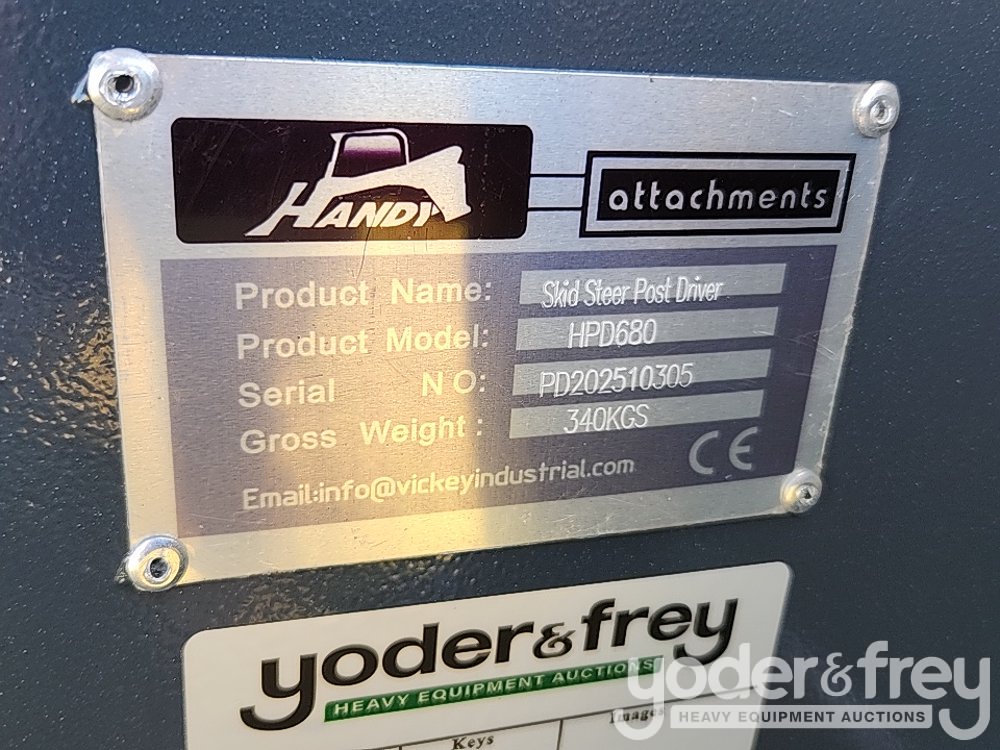 HANDY
attachments
Product Name: Skid Steer Post Driver
Product Model: HPD680
Serial NO: PD202510305
Gross Weight: 340KGS
Email:info@vickeyindustrial.com
CE
yoder&frey
HEAVY EQUIPMENT AUCTIONS
Keys
Images
yoder&frey
HEAVY EQUIPMENT AUCTIONS